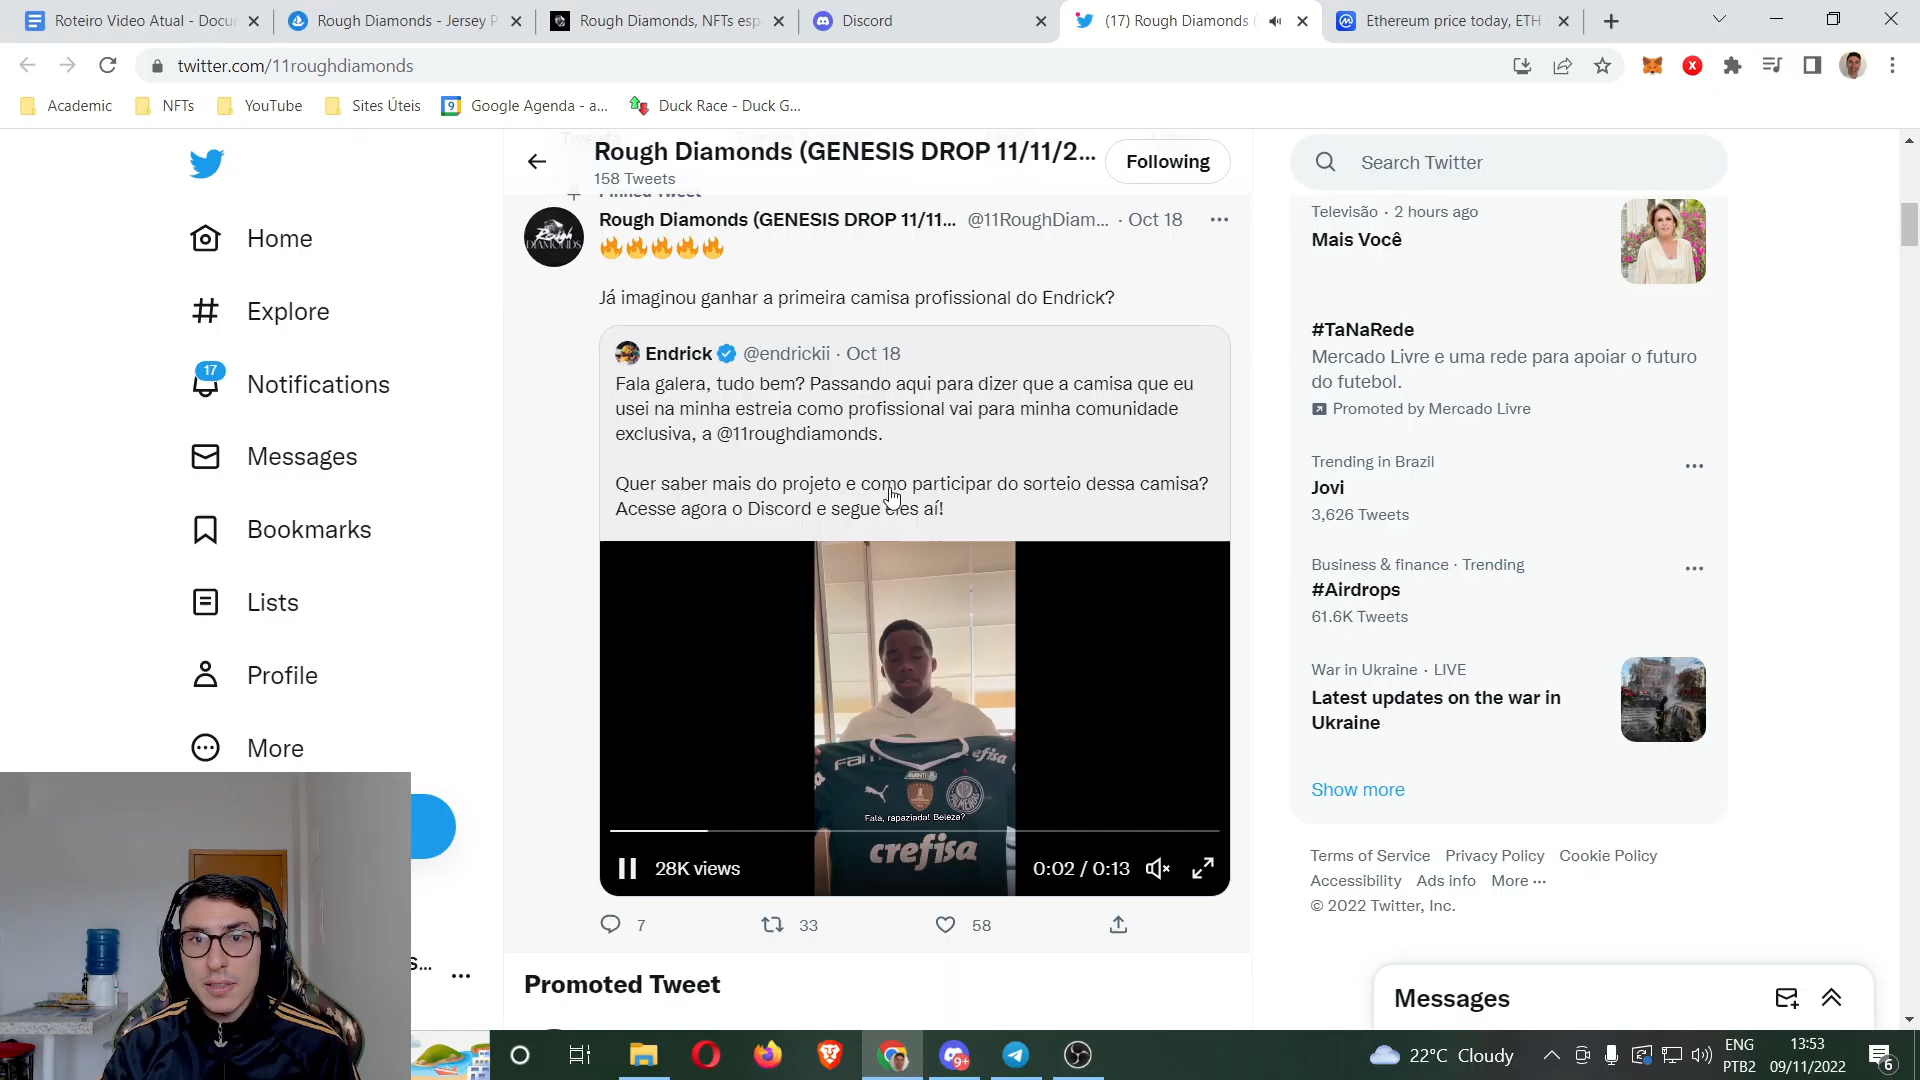 Roteiro Video Atual - Docu
Rough Diamonds - Jersey P
Rough Diamonds, NFTs esp
Discord
(17) Rough Diamonds (
Ethereum price today, ETH
twitter.com/11roughdiamonds
Academic
NFTs
YouTube
Sites Úteis
Google Agenda - a...
Duck Race - Duck G...
Rough Diamonds (GENESIS DROP 11/11/2...
158 Tweets
Following
Search Twitter
Pinned Tweet
Rough Diamonds (GENESIS DROP 11/11... @11RoughDiam... · Oct 18
🔥🔥🔥🔥🔥
Já imaginou ganhar a primeira camisa profissional do Endrick?
Endrick @endrickii · Oct 18
Fala galera, tudo bem? Passando aqui para dizer que a camisa que eu
usei na minha estreia como profissional vai para minha comunidade
exclusiva, a @11roughdiamonds.
Quer saber mais do projeto e como participar do sorteio dessa camisa?
Acesse agora o Discord e segue eles aí!
Fala, rapaziada! Beleza?
crefisa
28K views
0:02 / 0:13
7
33
58
Promoted Tweet
Home
Explore
17
Notifications
Messages
Bookmarks
Lists
Profile
More
s...
Televisão · 2 hours ago
Mais Você
#TaNaRede
Mercado Livre e uma rede para apoiar o futuro
do futebol.
Promoted by Mercado Livre
Trending in Brazil
Jovi
3,626 Tweets
Business & finance · Trending
#Airdrops
61.6K Tweets
War in Ukraine · LIVE
Latest updates on the war in
Ukraine
Show more
Terms of Service Privacy Policy Cookie Policy
Accessibility Ads info More ···
© 2022 Twitter, Inc.
Messages
9+
22°C Cloudy
ENG
PTB2
13:53
09/11/2022
6